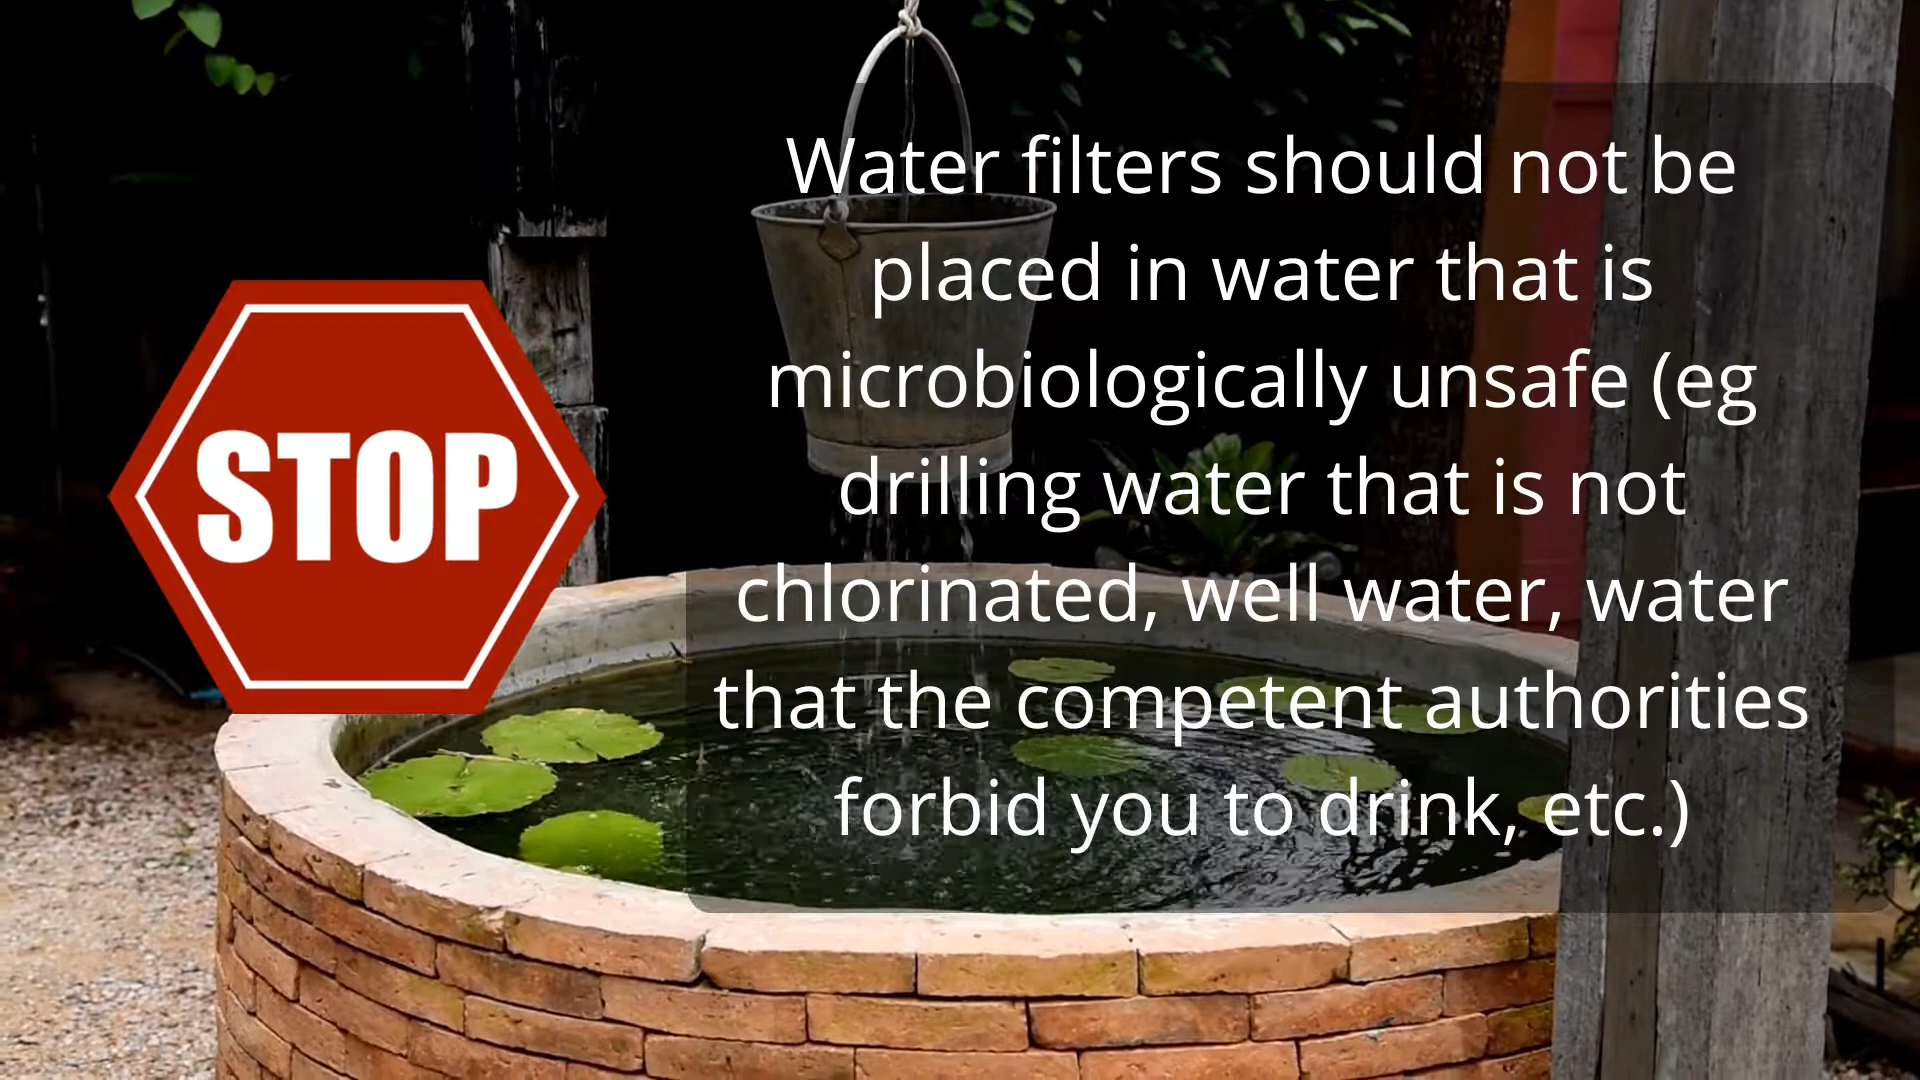 STOP
Water filters should not be
placed in water that is
microbiologically unsafe (eg
drilling water that is not
chlorinated, well water, water
that the competent authorities
forbid you to drink, etc.)